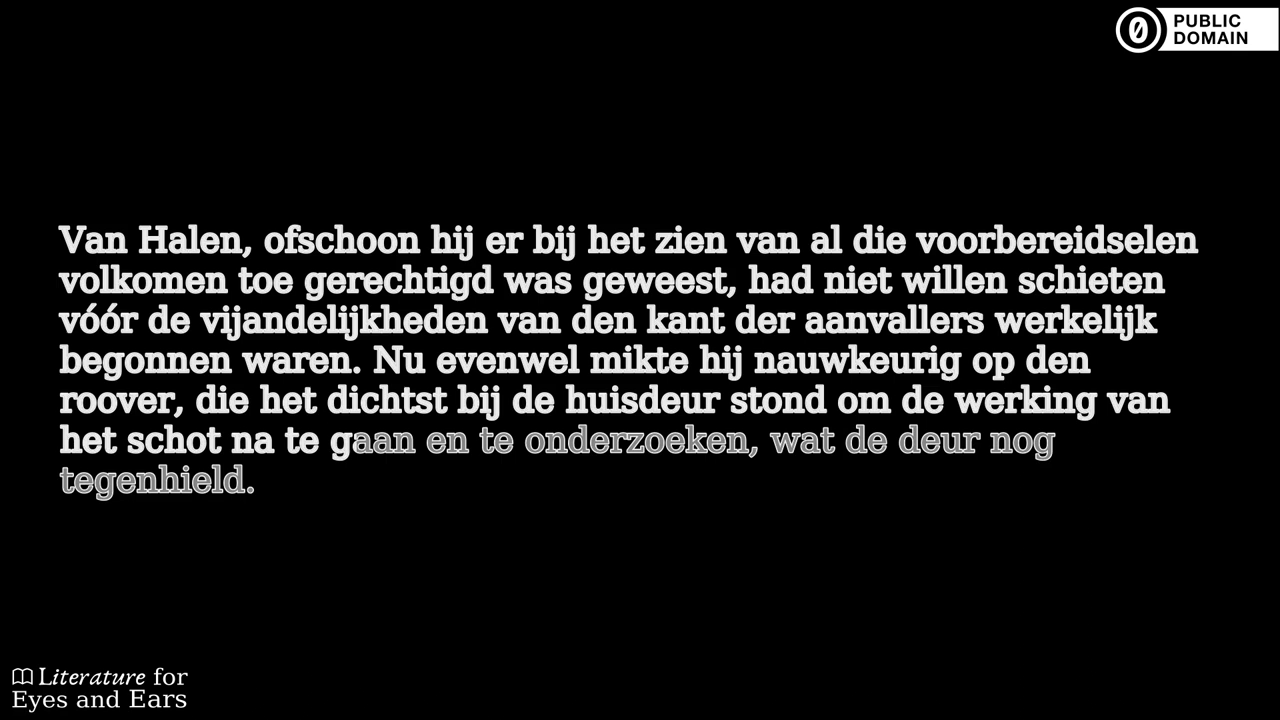 PUBLIC
DOMAIN
Van Halen, ofschoon hij er bij het zien van al die voorbereidselen
volkomen toe gerechtigd was geweest, had niet willen schieten
vóór de vijandelijkheden van den kant der aanvallers werkelijk
begonnen waren. Nu evenwel mikte hij nauwkeurig op den
roover, die het dichtst bij de huisdeur stond om de werking van
het schot na te gaan en te onderzoeken, wat de deur nog
tegenhield.
Literature for
Eyes and Ears